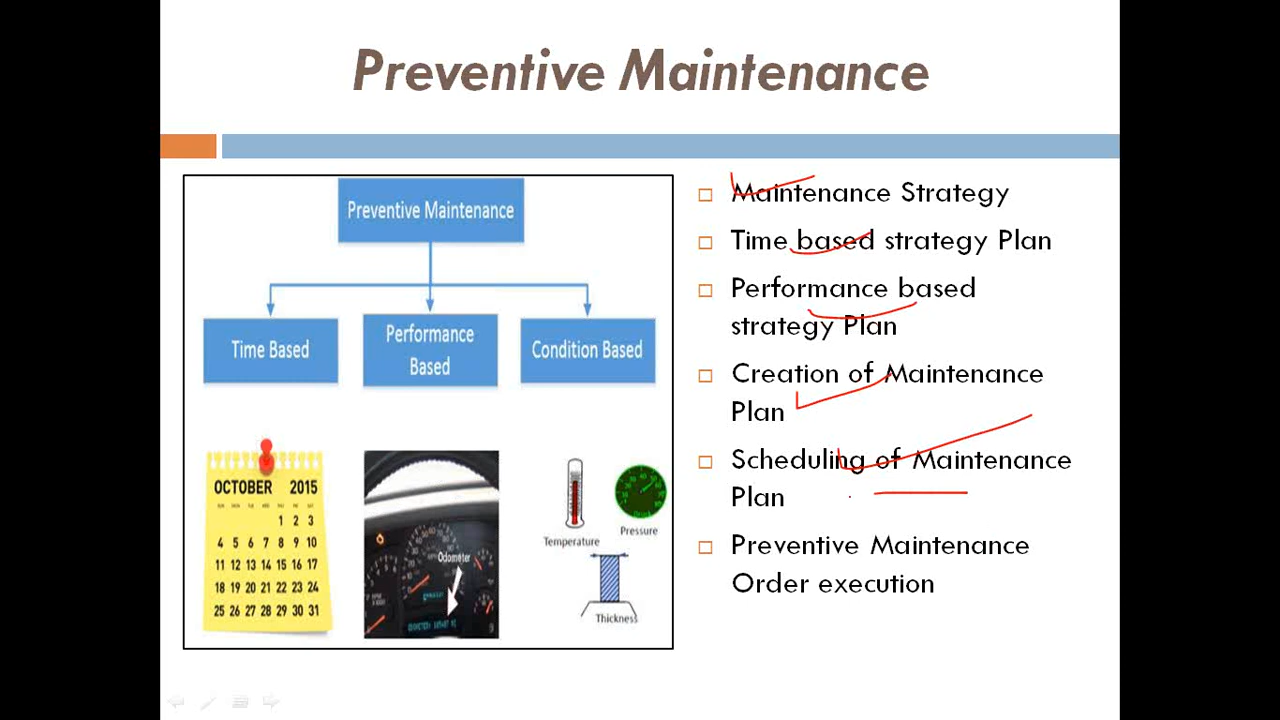 Preventive Maintenance
Preventive Maintenance
Time Based
Performance
Based
Condition Based
OCTOBER 2015
1 2 3
4 5 6 7 8 9 10
11 12 13 14 15 16 17
18 19 20 21 22 23 24
25 26 27 28 29 30 31
Odometer
Temperature
Pressure
Thickness
Maintenance Strategy
Time based strategy Plan
Performance based
strategy Plan
Creation of Maintenance
Plan
Scheduling of Maintenance
Plan
Preventive Maintenance
Order execution